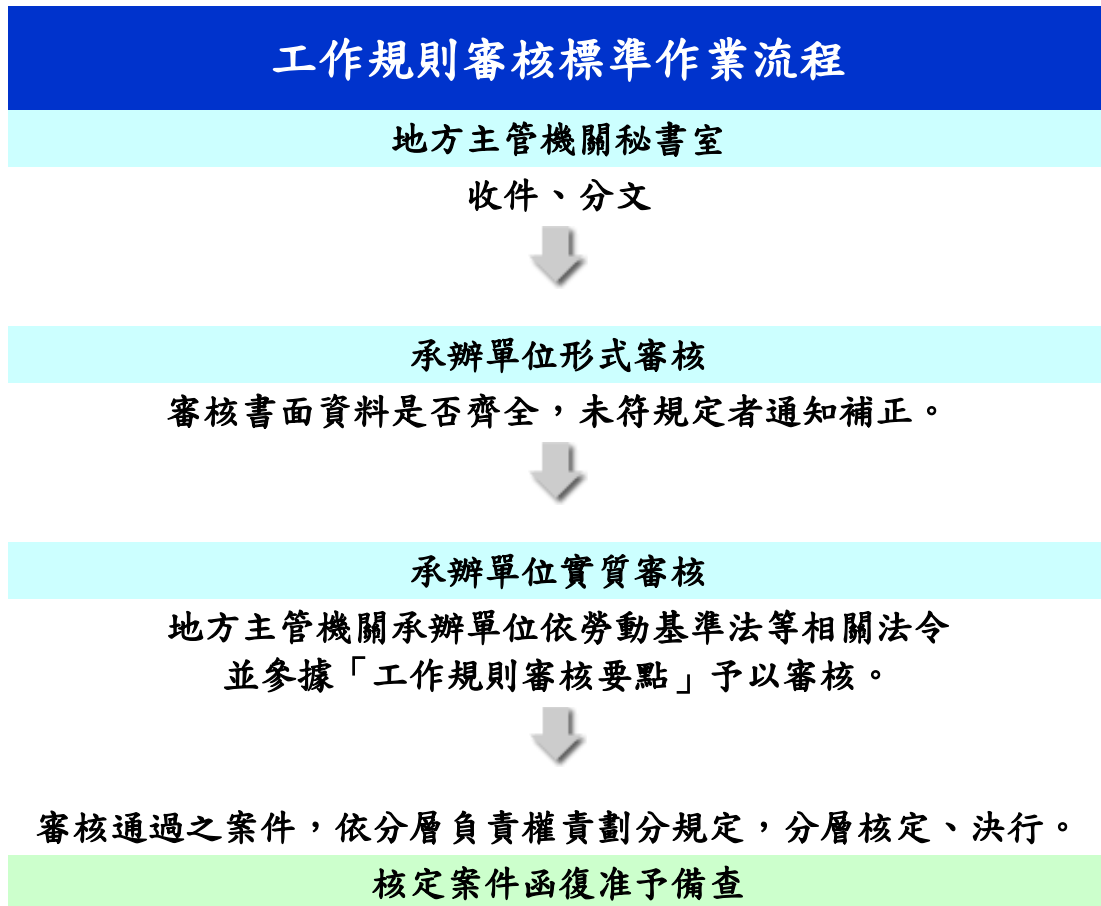 工作規則審核標準作業流程
地方主管機關秘書室
收件、分文
承辦單位形式審核
審核書面資料是否齊全，未符規定者通知補正。
承辦單位實質審核
地方主管機關承辦單位依勞動基準法等相關法令
並參據「工作規則審核要點」予以審核。
審核通過之案件，依分層負責權責劃分規定，分層核定、決行。
核定案件函復准予備查